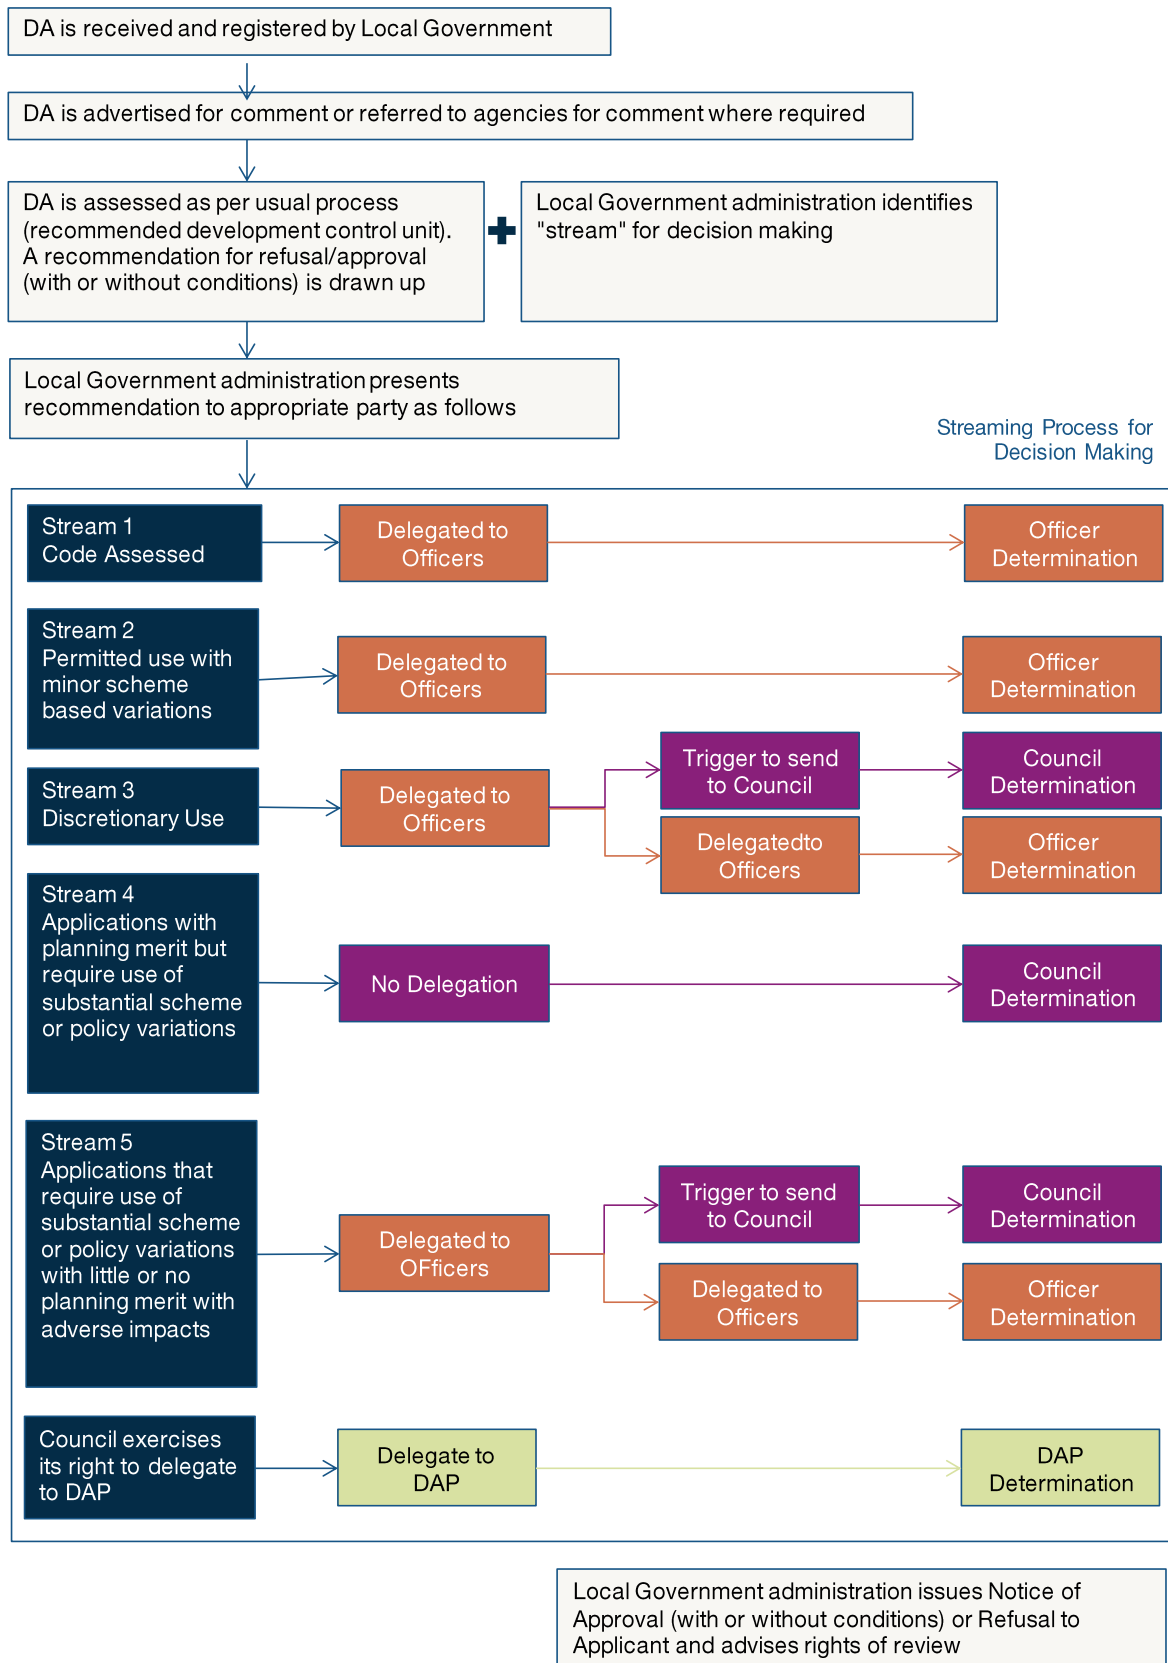 DA is received and registered by Local Government
DA is advertised for comment or referred to agencies for comment where required
DA is assessed as per usual process
(recommended development control unit).
A recommendation for refusal/approval
(with or without conditions) is drawn up
Local Government administration identifies
"stream" for decision making
Local Government administration presents
recommendation to appropriate party as follows
Streaming Process for
Decision Making
Stream 1
Code Assessed
Delegated to
Officers
Officer
Determination
Stream 2
Permitted use with
minor scheme
based variations
Delegated to
Officers
Officer
Determination
Stream 3
Discretionary Use
Delegated to
Officers
Trigger to send
to Council
Council
Determination
Delegatedto
Officers
Officer
Determination
Stream 4
Applications with
planning merit but
require use of
substantial scheme
or policy variations
No Delegation
Council
Determination
Stream 5
Applications that
require use of
substantial scheme
or policy variations
with little or no
planning merit with
adverse impacts
Delegated to
OFficers
Trigger to send
to Council
Council
Determination
Delegated to
Officers
Officer
Determination
Council exercises
its right to delegate
to DAP
Delegate to
DAP
DAP
Determination
Local Government administration issues Notice of
Approval (with or without conditions) or Refusal to
Applicant and advises rights of review